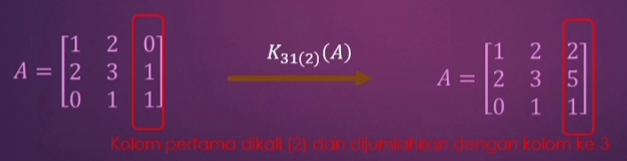 A = [1 2 0
2 3 1
0 1 1]
K₃₁₍₂₎(A)
A = [1 2 2
2 3 5
0 1 1]
Kolom pertama dikali (2) dan dijumlahkan dengan kolom ke 3